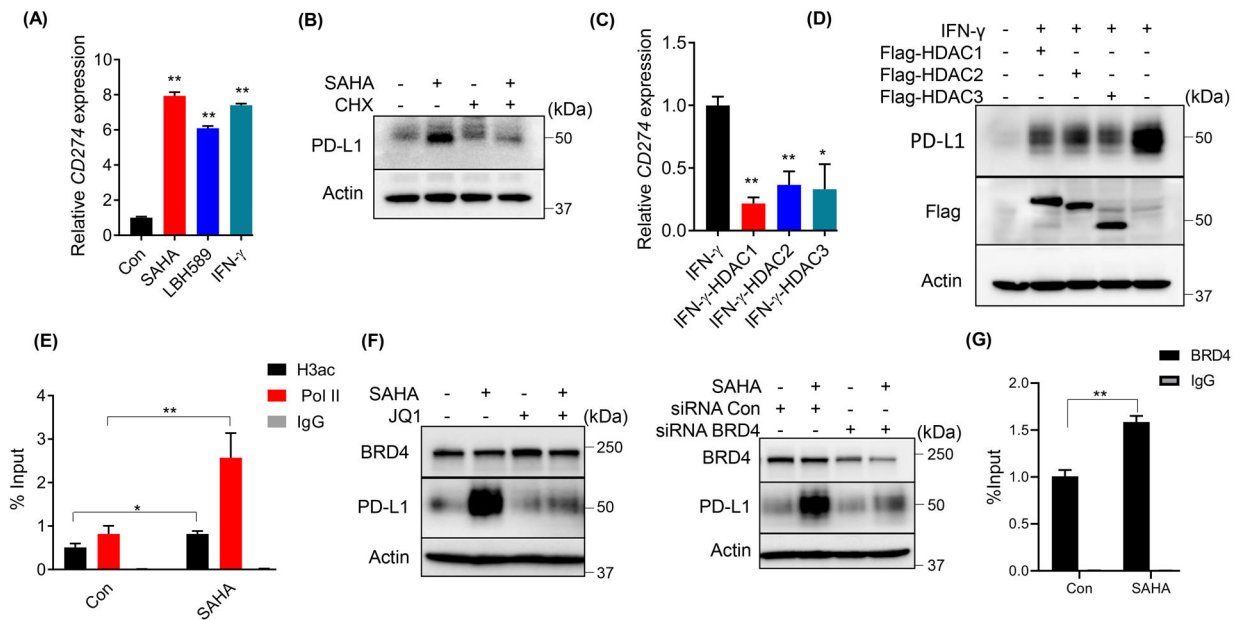 (A)
Relative CD274 expression
10
8
6
4
2
0
**
**
**
Con
SAHA
LBH589
IFN-γ
(B)
SAHA - + - +
CHX - - + + (kDa)
PD-L1
50
Actin
37
(C)
Relative CD274 expression
1.5
1.0
0.5
0.0
**
**
*
IFN-γ
IFN-γ-HDAC1
IFN-γ-HDAC2
IFN-γ-HDAC3
(D)
IFN-γ - + + + +
Flag-HDAC1 +
Flag-HDAC2 +
Flag-HDAC3 + (kDa)
PD-L1
50
Flag
50
Actin
37
(E)
H3ac
Pol II
IgG
% Input
4
3
2
1
0
**
*
Con
SAHA
(F)
SAHA - + - +
JQ1 - - + + (kDa)
BRD4
250
PD-L1
50
Actin
37
SAHA - + - +
siRNA Con + + - -
siRNA BRD4 - - + + (kDa)
BRD4
250
PD-L1
50
Actin
37
(G)
BRD4
IgG
%Input
2.0
1.5
1.0
0.5
0.0
**
Con
SAHA